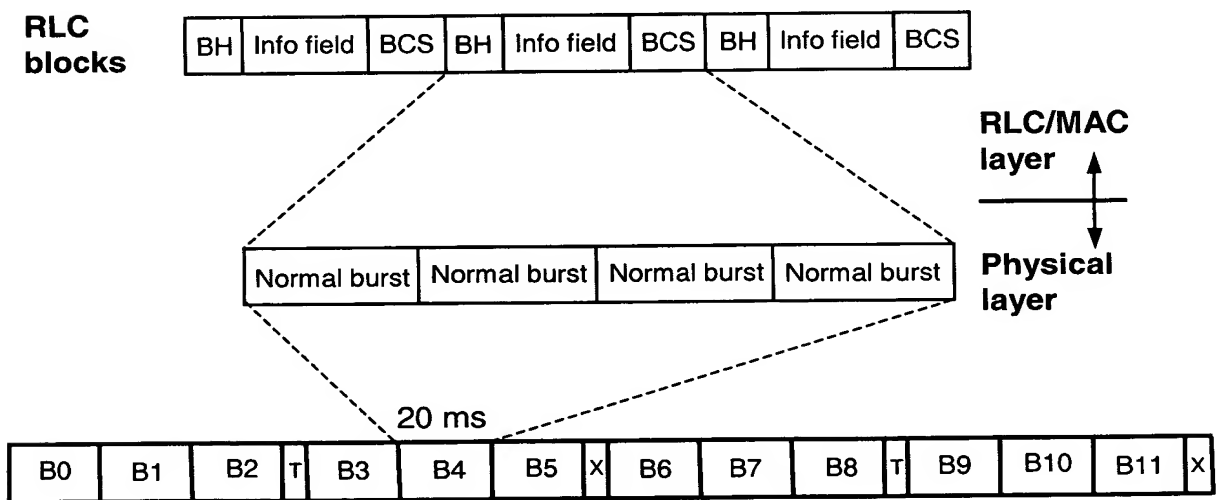 RLC
blocks
BH Info field BCS BH Info field BCS BH Info field BCS
RLC/MAC
layer
Normal burst Normal burst Normal burst Normal burst
Physical
layer
20 ms
B0 B1 B2 T B3 B4 B5 X B6 B7 B8 T B9 B10 B11 X